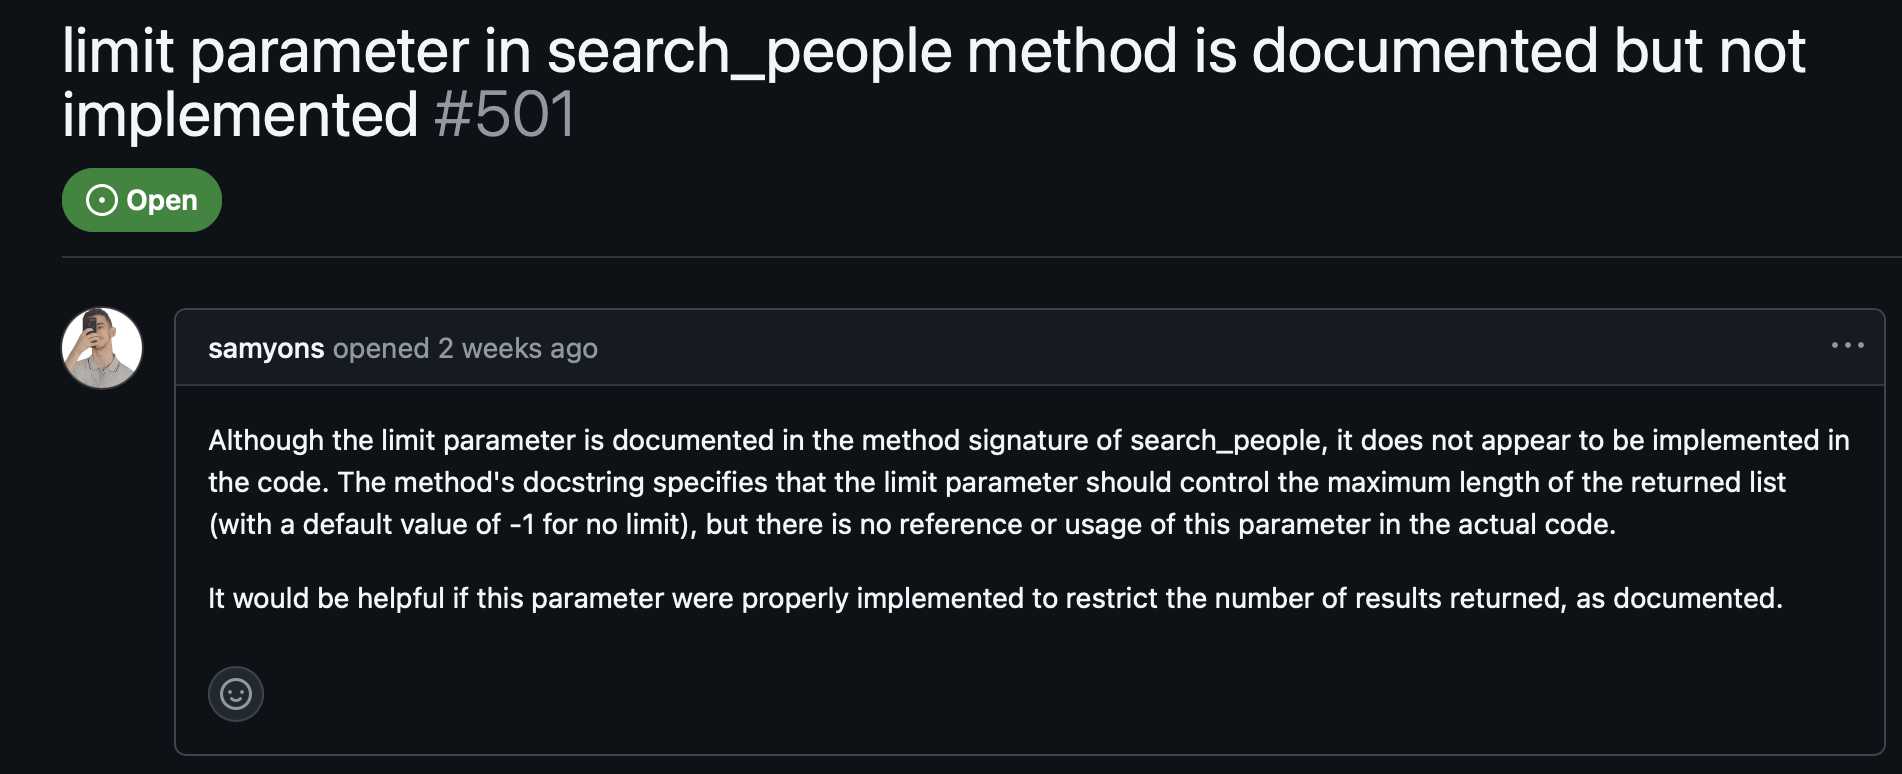 limit parameter in search_people method is documented but not
implemented #501
Open
samyons opened 2 weeks ago
Although the limit parameter is documented in the method signature of search_people, it does not appear to be implemented in
the code. The method's docstring specifies that the limit parameter should control the maximum length of the returned list
(with a default value of -1 for no limit), but there is no reference or usage of this parameter in the actual code.
It would be helpful if this parameter were properly implemented to restrict the number of results returned, as documented.